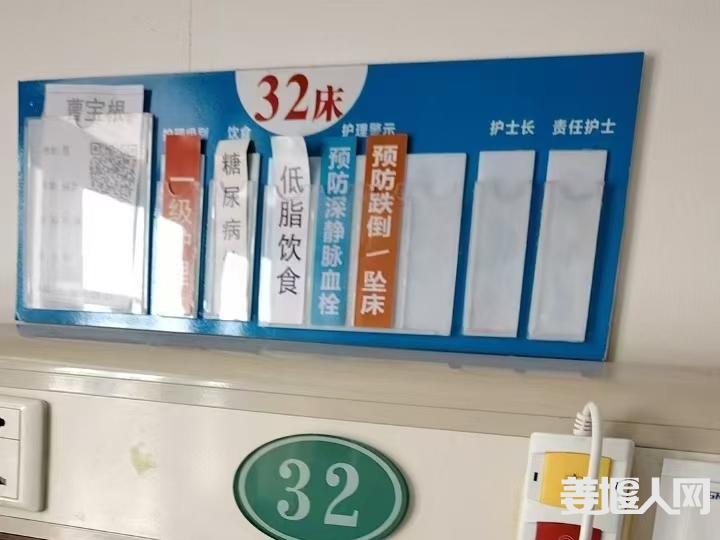 32床
曹宝根
护理级别
饮食
护理警示
护士长
责任护士
一级护理
糖尿病
低脂饮食
预防深静脉血栓
预防跌倒一坠床
32
姜堰人网